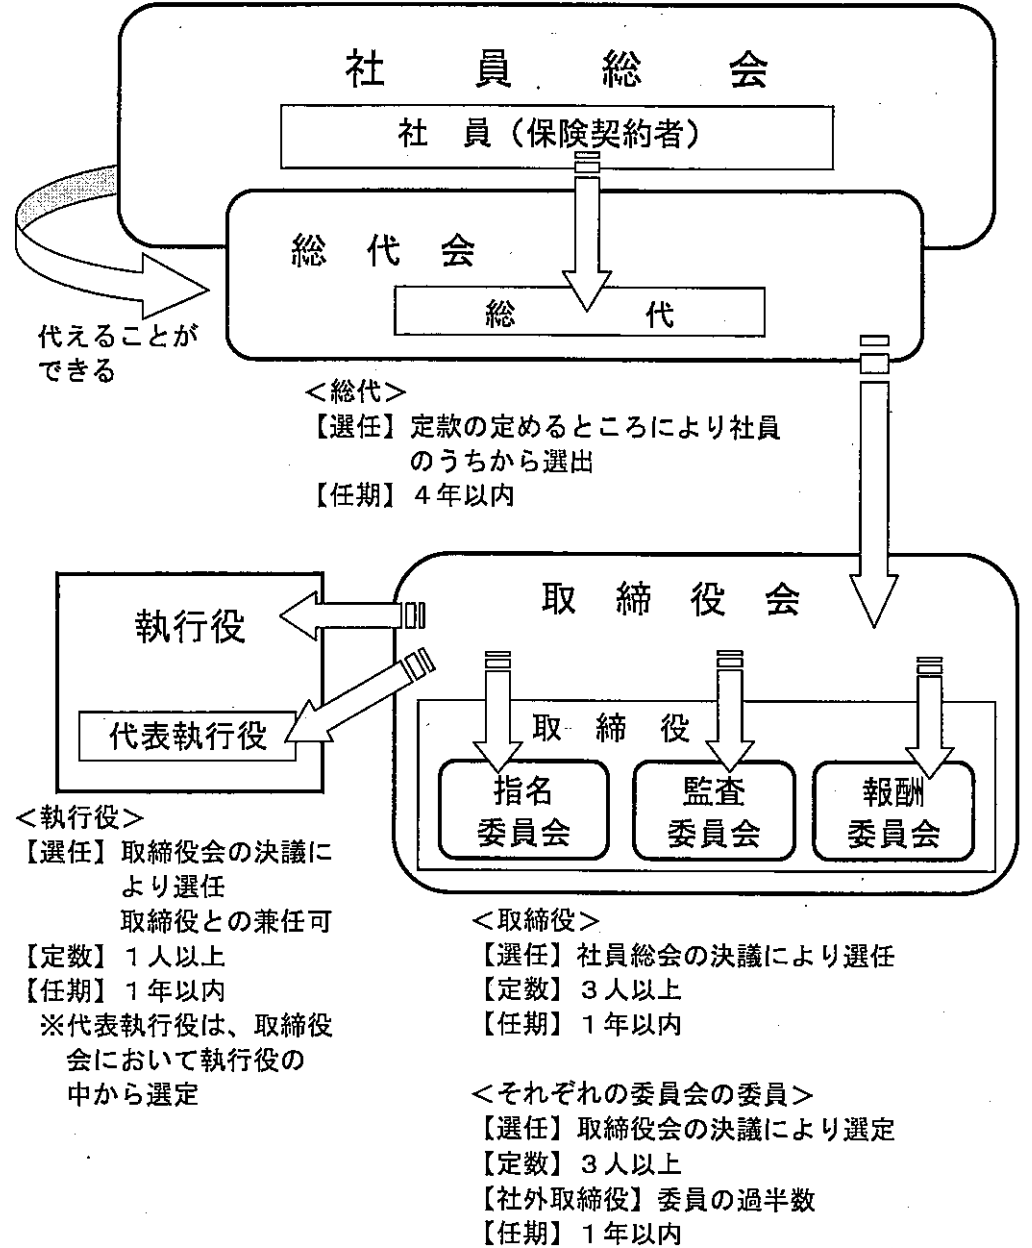 社員総会
社員(保険契約者)
総代会
総代
代えることが
できる
<総代>
【選任】定款の定めるところにより社員
のうちから選出
【任期】4年以内
取締役会
執行役
代表執行役
取締役
指名
委員会
監査
委員会
報酬
委員会
<執行役>
【選任】取締役会の決議に
より選任
取締役との兼任可
【定数】1人以上
【任期】1年以内
※代表執行役は、取締役
会において執行役の
中から選定
<取締役>
【選任】社員総会の決議により選任
【定数】3人以上
【任期】1年以内
<それぞれの委員会の委員>
【選任】取締役会の決議により選定
【定数】3人以上
【社外取締役】委員の過半数
【任期】1年以内